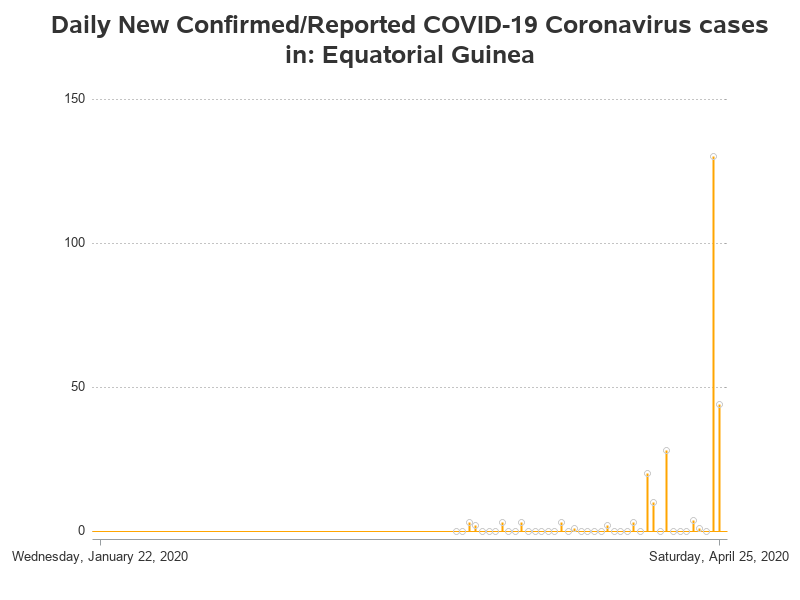 Daily New Confirmed/Reported COVID-19 Coronavirus cases
in: Equatorial Guinea
150
100
50
0
Wednesday, January 22, 2020
Saturday, April 25, 2020